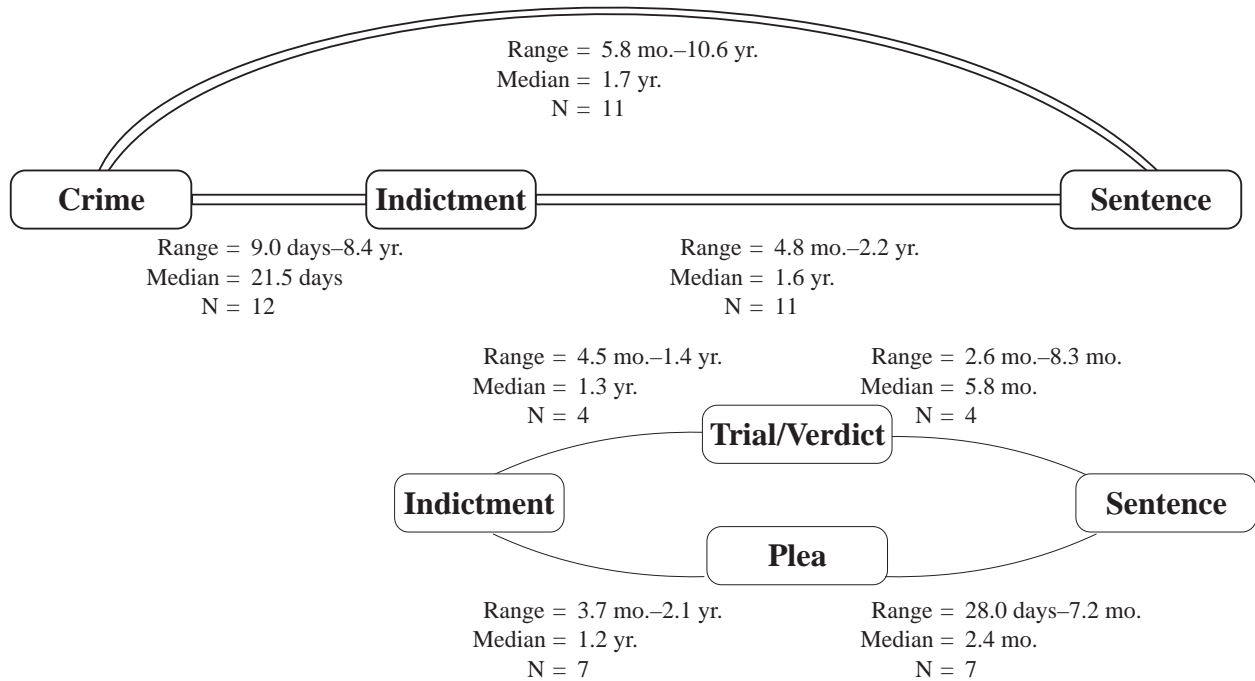 Range = 5.8 mo.–10.6 yr.
Median = 1.7 yr.
N = 11
Crime
Indictment
Sentence
Range = 9.0 days–8.4 yr.
Median = 21.5 days
N = 12
Range = 4.8 mo.–2.2 yr.
Median = 1.6 yr.
N = 11
Range = 4.5 mo.–1.4 yr.
Median = 1.3 yr.
N = 4
Range = 2.6 mo.–8.3 mo.
Median = 5.8 mo.
N = 4
Trial/Verdict
Indictment
Sentence
Plea
Range = 3.7 mo.–2.1 yr.
Median = 1.2 yr.
N = 7
Range = 28.0 days–7.2 mo.
Median = 2.4 mo.
N = 7